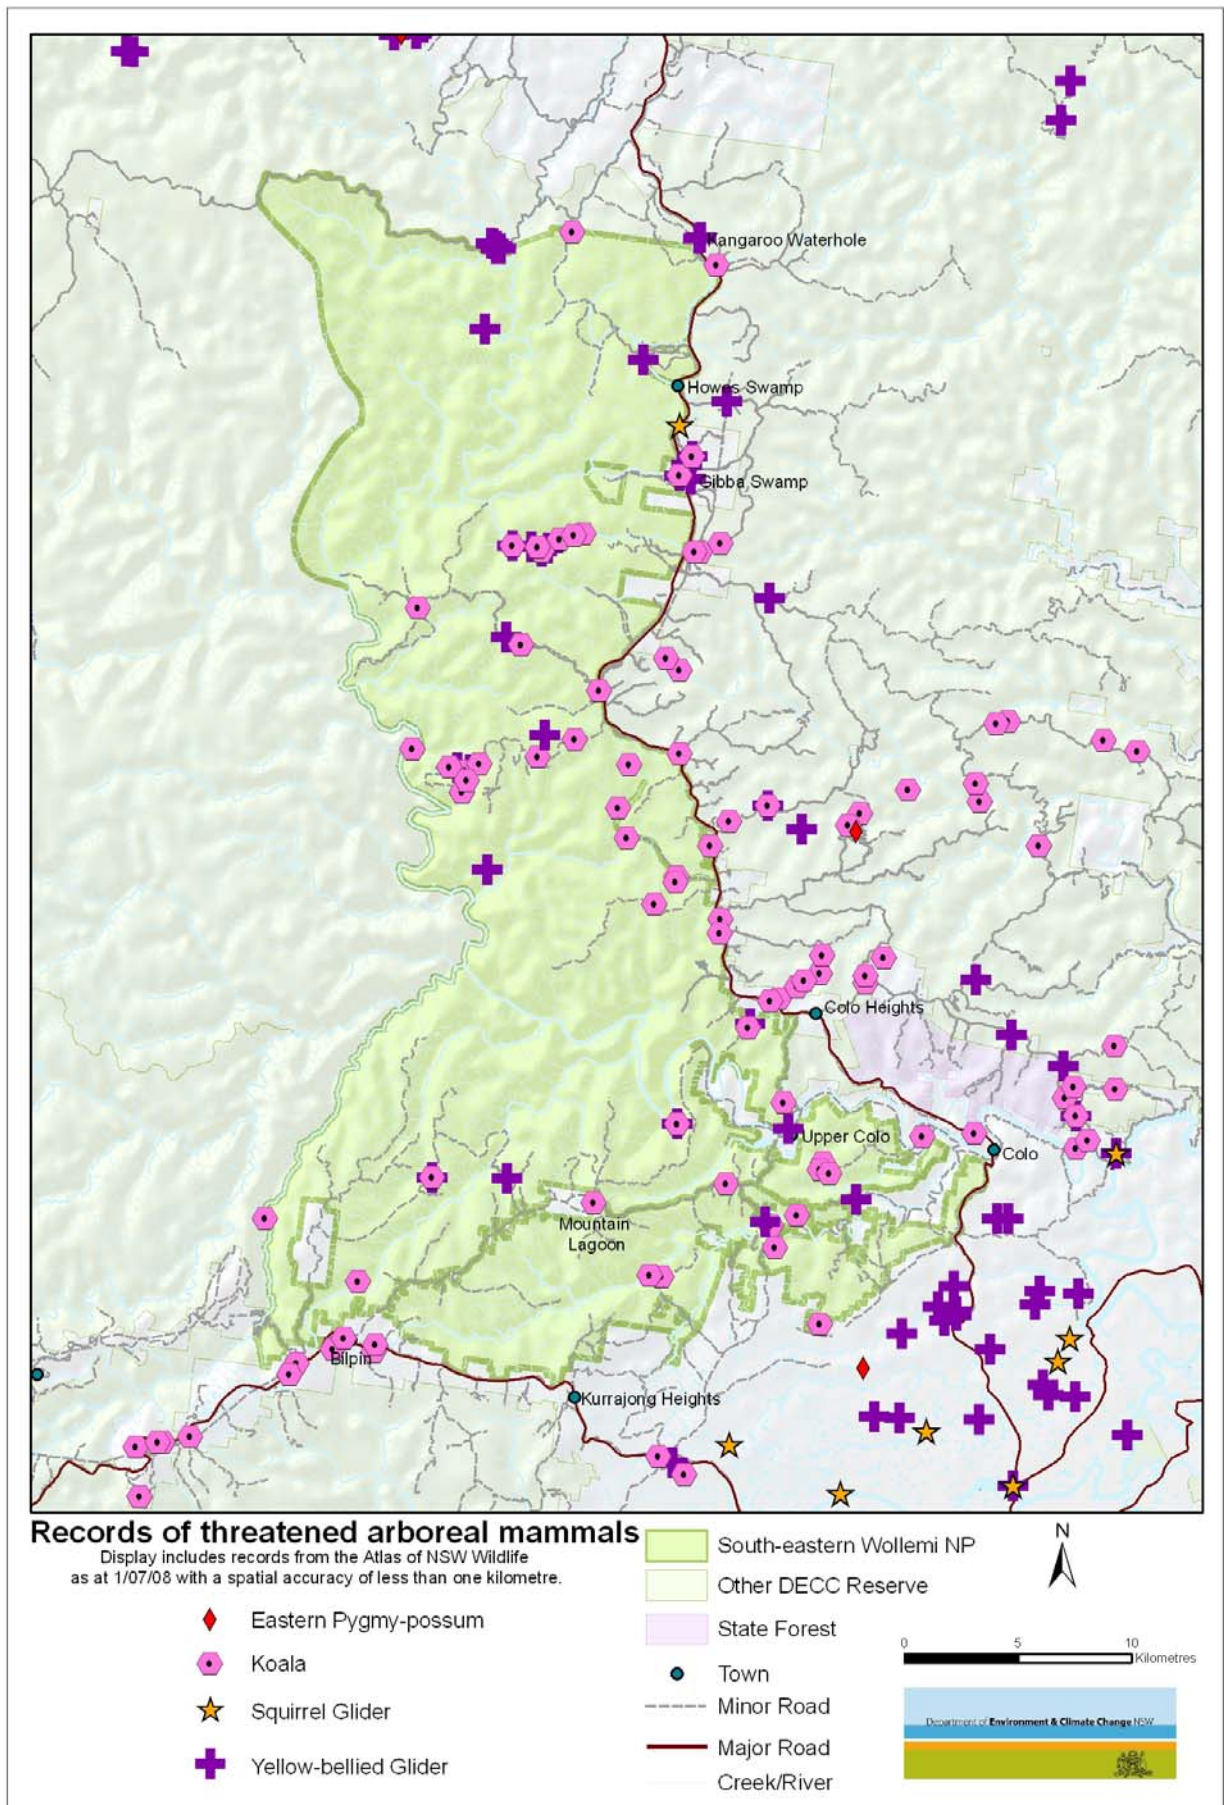 Kangaroo Waterhole
Howes Swamp
Gibba Swamp
Colo Heights
Upper Colo
Colo
Mountain
Lagoon
Bilpin
Kurrajong Heights
Records of threatened arboreal mammals
Display includes records from the Atlas of NSW Wildlife
as at 1/07/08 with a spatial accuracy of less than one kilometre.
Eastern Pygmy-possum
Koala
Squirrel Glider
Yellow-bellied Glider
South-eastern Wollemi NP
Other DECC Reserve
State Forest
Town
Minor Road
Major Road
Creek/River
N
0 5 10
Kilometres
Department of Environment & Climate Change NSW